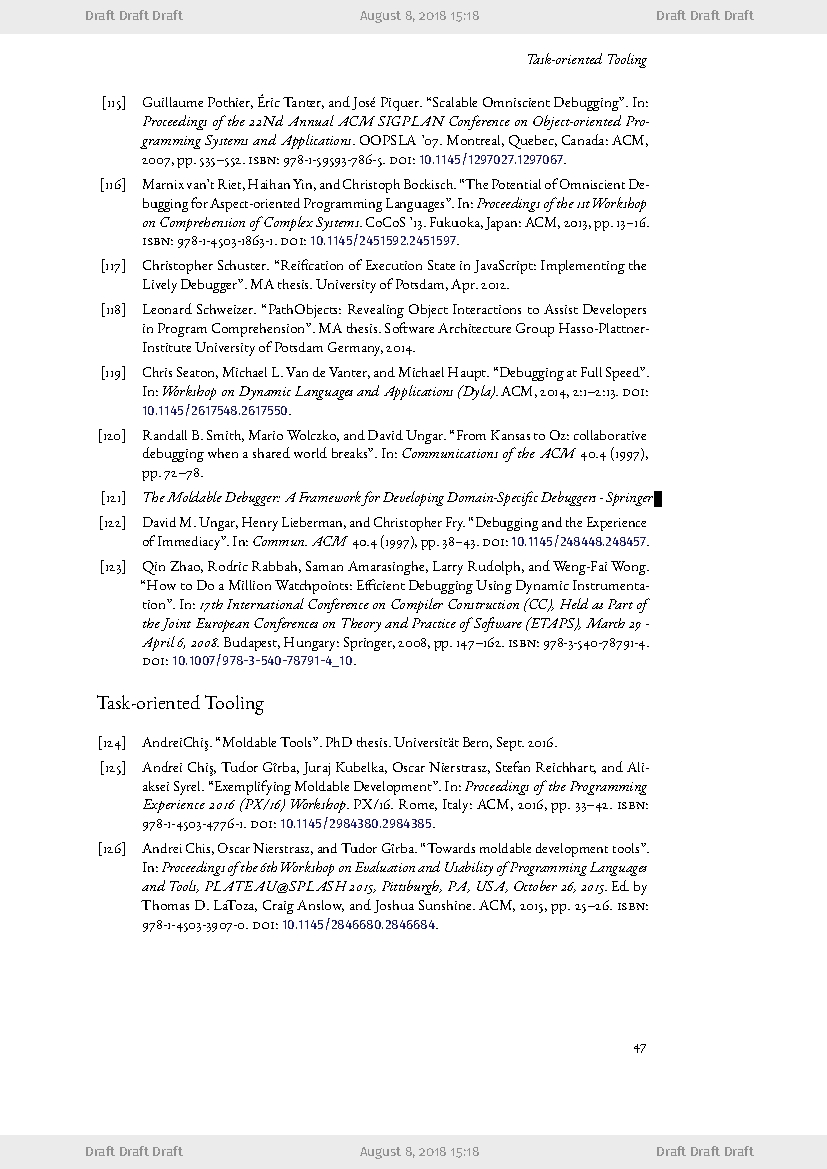 Draft Draft Draft August 8, 2018 15:18 Draft Draft Draft
Task-oriented Tooling
[115] Guillaume Pothier, Éric Tanter, and José Piquer. “Scalable Omniscient Debugging”. In:
Proceedings of the 22Nd Annual ACM SIGPLAN Conference on Object-oriented Pro-
gramming Systems and Applications. OOPSLA ’07. Montreal, Quebec, Canada: ACM,
2007, pp. 535–552. ISBN: 978-1-59593-786-5. DOI: 10.1145/1297027.1297067.
[116] Marnix van’t Riet, Haihan Yin, and Christoph Bockisch. “The Potential of Omniscient De-
bugging for Aspect-oriented Programming Languages”. In: Proceedings of the 1st Workshop
on Comprehension of Complex Systems. CoCoS ’13. Fukuoka, Japan: ACM, 2013, pp. 13–16.
ISBN: 978-1-4503-1863-1. DOI: 10.1145/2451592.2451597.
[117] Christopher Schuster. “Reification of Execution State in JavaScript: Implementing the
Lively Debugger”. MA thesis. University of Potsdam, Apr. 2012.
[118] Leonard Schweizer. “PathObjects: Revealing Object Interactions to Assist Developers
in Program Comprehension”. MA thesis. Software Architecture Group Hasso-Plattner-
Institute University of Potsdam Germany, 2014.
[119] Chris Seaton, Michael L. Van de Vanter, and Michael Haupt. “Debugging at Full Speed”.
In: Workshop on Dynamic Languages and Applications (Dyla). ACM, 2014, 2:1–2:13. DOI:
10.1145/2617548.2617550.
[120] Randall B. Smith, Mario Wolczko, and David Ungar. “From Kansas to Oz: collaborative
debugging when a shared world breaks”. In: Communications of the ACM 40.4 (1997),
pp. 72–78.
[121] The Moldable Debugger: A Framework for Developing Domain-Specific Debuggers - Springer
[122] David M. Ungar, Henry Lieberman, and Christopher Fry. “Debugging and the Experience
of Immediacy”. In: Commun. ACM 40.4 (1997), pp. 38–43. DOI: 10.1145/248448.248457.
[123] Qin Zhao, Rodric Rabbah, Saman Amarasinghe, Larry Rudolph, and Weng-Fai Wong.
“How to Do a Million Watchpoints: Efficient Debugging Using Dynamic Instrumenta-
tion”. In: 17th International Conference on Compiler Construction (CC), Held as Part of
the Joint European Conferences on Theory and Practice of Software (ETAPS), March 29 -
April 6, 2008. Budapest, Hungary: Springer, 2008, pp. 147–162. ISBN: 978-3-540-78791-4.
DOI: 10.1007/978-3-540-78791-4_10.
Task-oriented Tooling
[124] AndreiChiş. “Moldable Tools”. PhD thesis. Universität Bern, Sept. 2016.
[125] Andrei Chiş, Tudor Gîrba, Juraj Kubelka, Oscar Nierstrasz, Stefan Reichhart, and Ali-
aksei Syrel. “Exemplifying Moldable Development”. In: Proceedings of the Programming
Experience 2016 (PX/16) Workshop. PX/16. Rome, Italy: ACM, 2016, pp. 33–42. ISBN:
978-1-4503-4776-1. DOI: 10.1145/2984380.2984385.
[126] Andrei Chis, Oscar Nierstrasz, and Tudor Gîrba. “Towards moldable development tools”.
In: Proceedings of the 6th Workshop on Evaluation and Usability of Programming Languages
and Tools, PLATEAU@SPLASH 2015, Pittsburgh, PA, USA, October 26, 2015. Ed. by
Thomas D. LaToza, Craig Anslow, and Joshua Sunshine. ACM, 2015, pp. 25–26. ISBN:
978-1-4503-3907-0. DOI: 10.1145/2846680.2846684.
47
Draft Draft Draft August 8, 2018 15:18 Draft Draft Draft